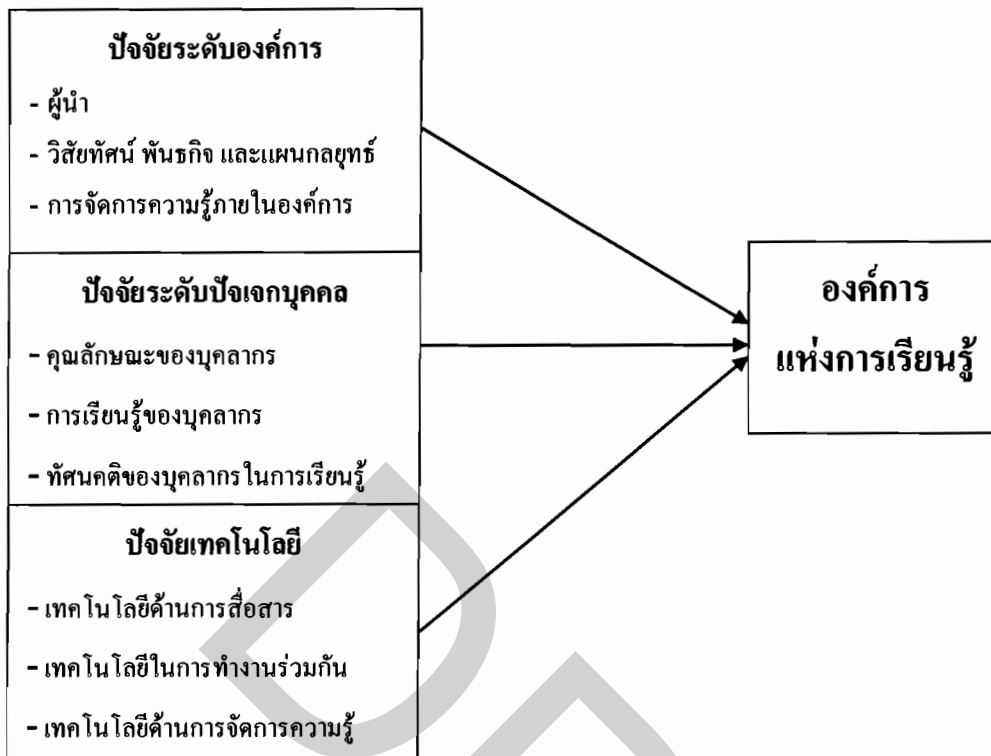 ปัจจัยระดับองค์การ
- ผู้นำ
- วิสัยทัศน์ พันธกิจ และแผนกลยุทธ์
- การจัดการความรู้ภายในองค์การ
ปัจจัยระดับปัจเจกบุคคล
- คุณลักษณะของบุคลากร
- การเรียนรู้ของบุคลากร
- ทัศนคติของบุคลากรในการเรียนรู้
ปัจจัยเทคโนโลยี
- เทคโนโลยีด้านการสื่อสาร
- เทคโนโลยีในการทำงานร่วมกัน
- เทคโนโลยีด้านการจัดการความรู้
องค์การ
แห่งการเรียนรู้